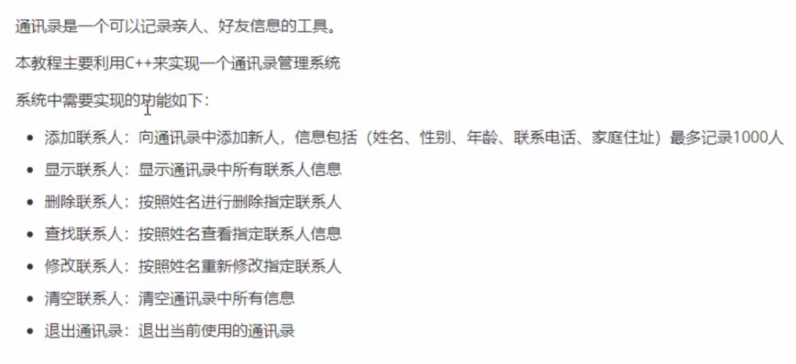 通讯录是一个可以记录亲人、好友信息的工具。
本教程主要利用C++来实现一个通讯录管理系统
系统中需要实现的功能如下：
添加联系人：向通讯录中添加新人，信息包括（姓名、性别、年龄、联系电话、家庭住址）最多记录1000人
显示联系人：显示通讯录中所有联系人信息
删除联系人：按照姓名进行删除指定联系人
查找联系人：按照姓名查看指定联系人信息
修改联系人：按照姓名重新修改指定联系人
清空联系人：清空通讯录中所有信息
退出通讯录：退出当前使用的通讯录